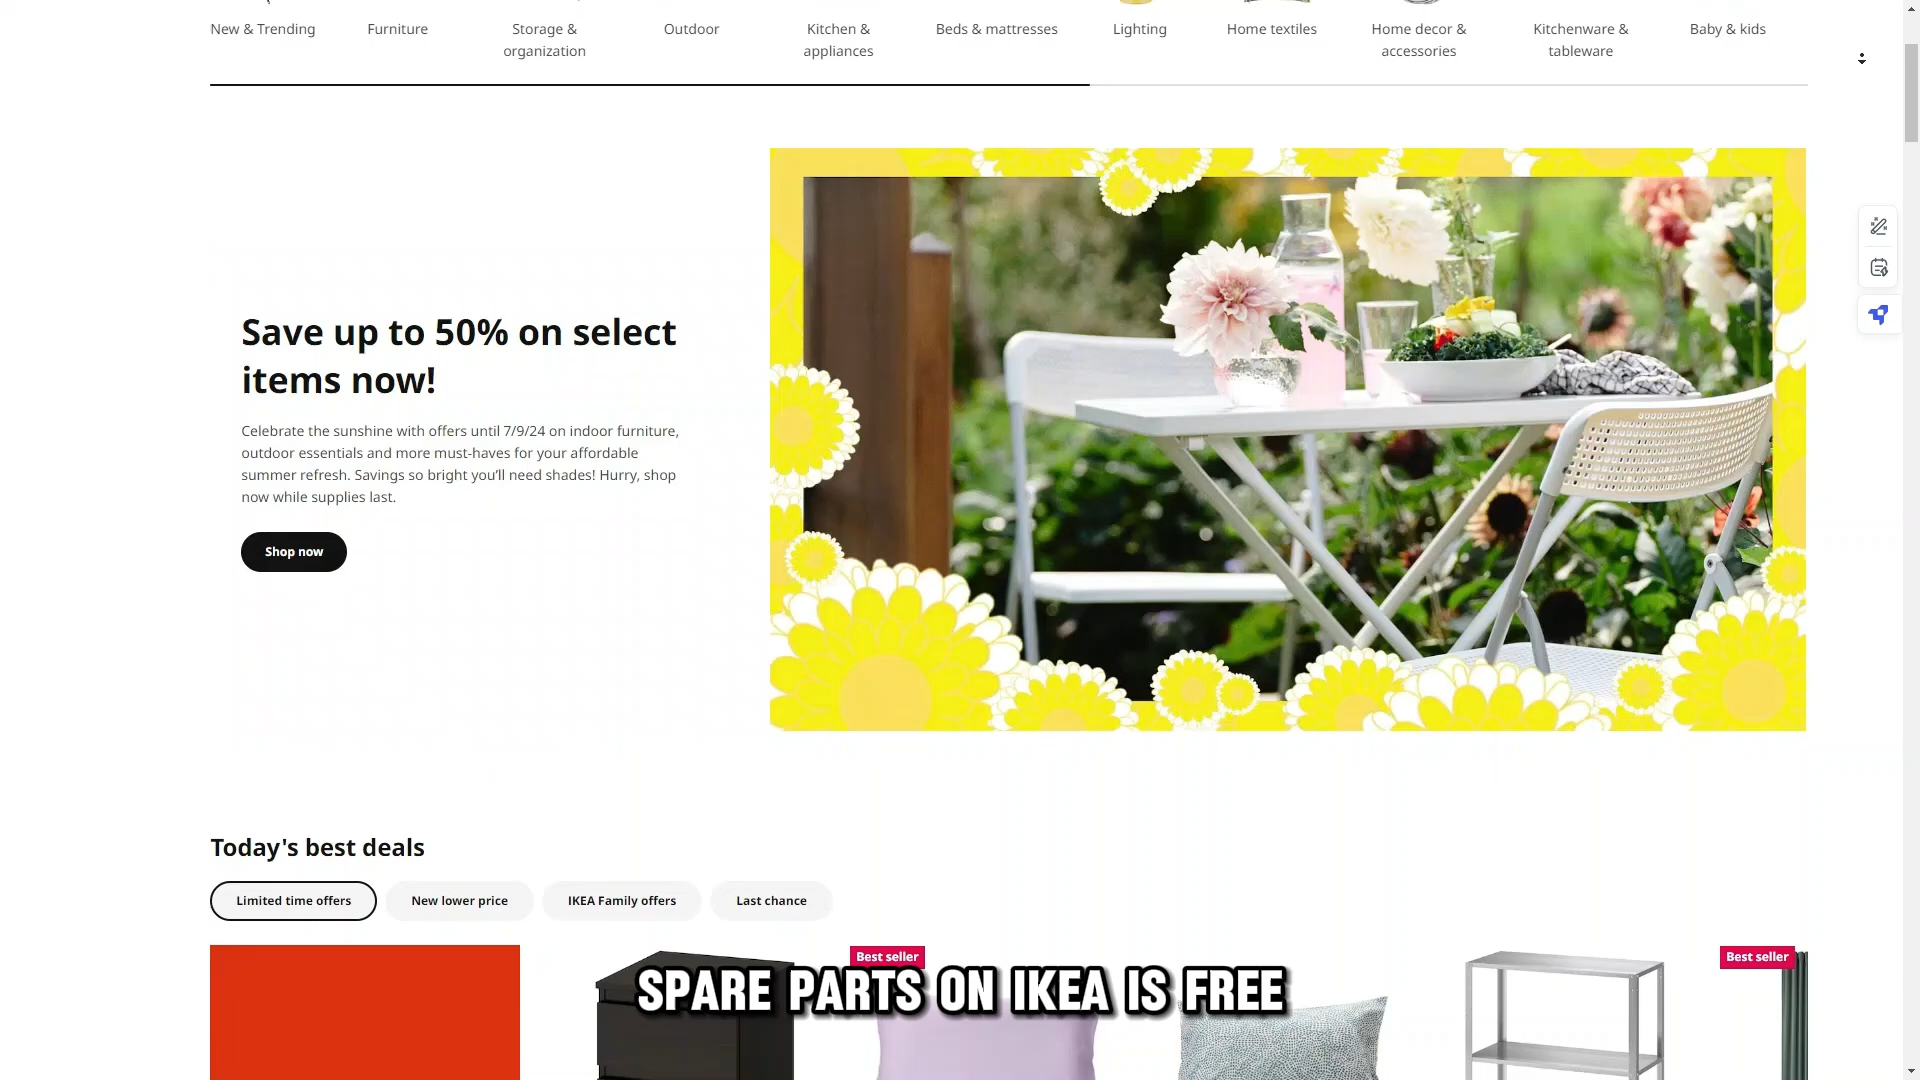 New & Trending
Furniture
Storage &
organization
Outdoor
Kitchen &
appliances
Beds & mattresses
Lighting
Home textiles
Home decor &
accessories
Kitchenware &
tableware
Baby & kids
Save up to 50% on select
items now!
Celebrate the sunshine with offers until 7/9/24 on indoor furniture,
outdoor essentials and more must-haves for your affordable
summer refresh. Savings so bright you’ll need shades! Hurry, shop
now while supplies last.
Shop now
Today's best deals
Limited time offers
New lower price
IKEA Family offers
Last chance
Best seller
Best seller
SPARE PARTS ON IKEA IS FREE